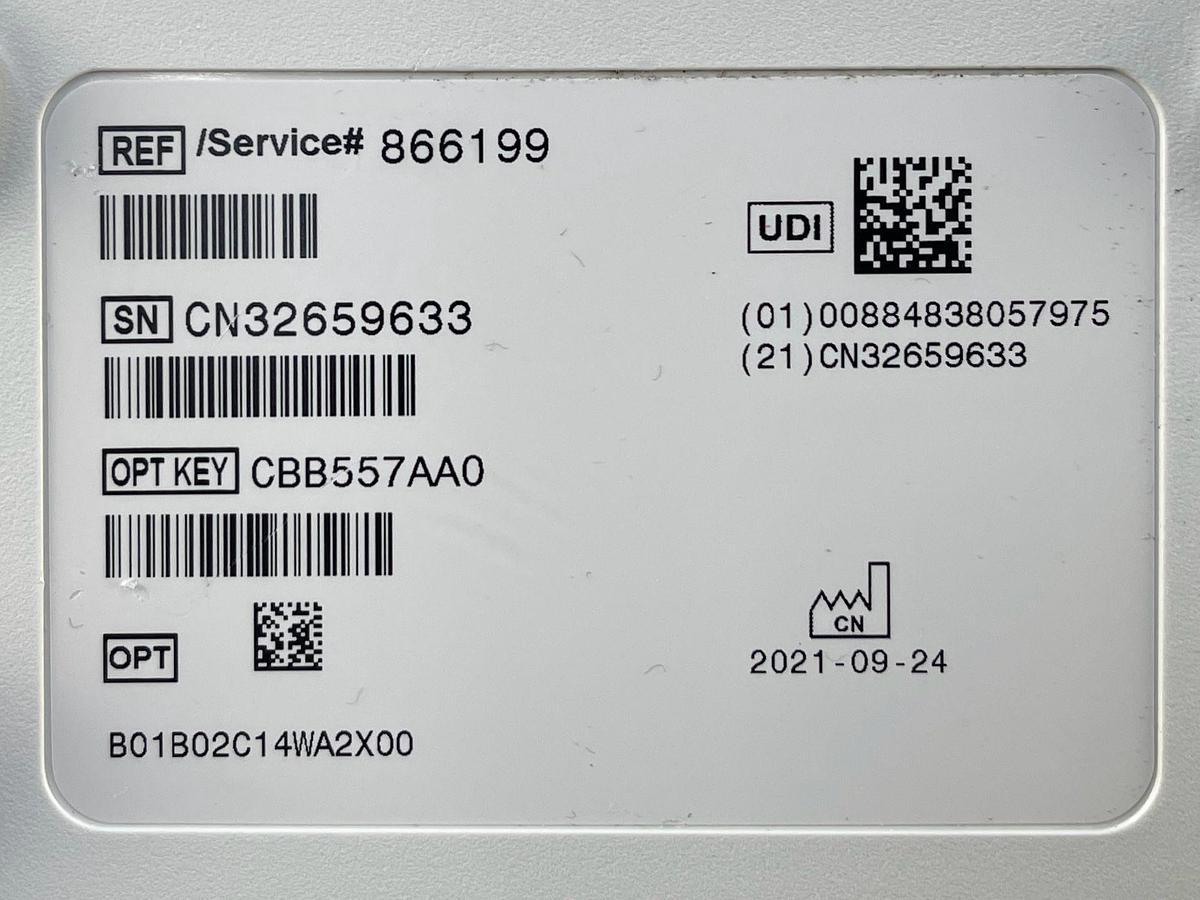 REF /Service# 866199
SN CN32659633
OPT KEY CBB557AA0
OPT
B01B02C14WA2X00
UDI
(01)00884838057975
(21)CN32659633
CN
2021-09-24